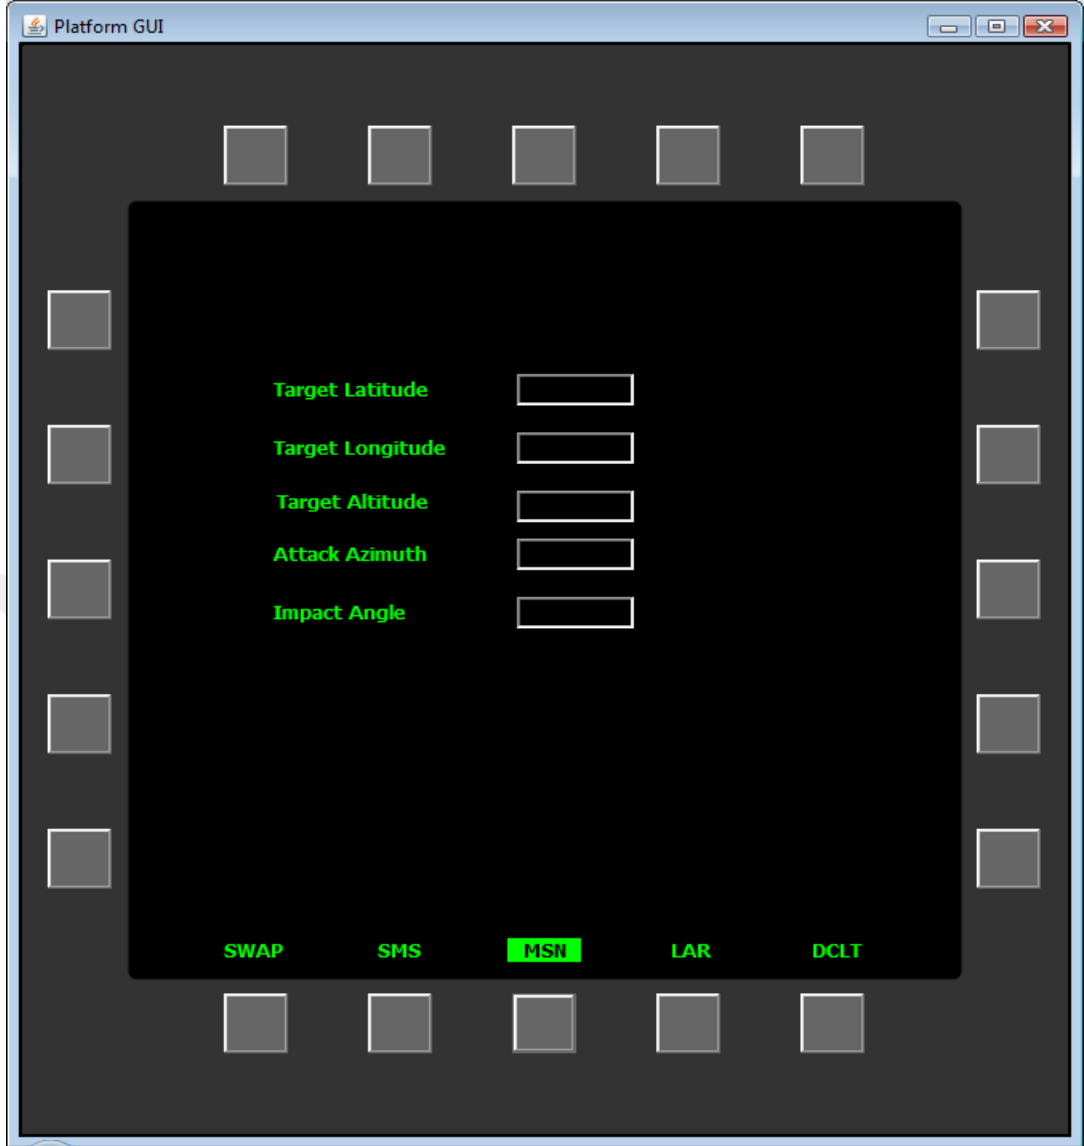 Platform GUI
Target Latitude
Target Longitude
Target Altitude
Attack Azimuth
Impact Angle
SWAP SMS MSN LAR DCLT